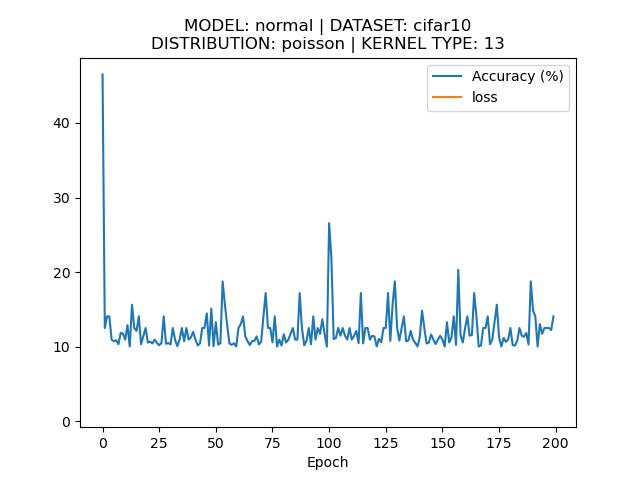 MODEL: normal | DATASET: cifar10
DISTRIBUTION: poisson | KERNEL TYPE: 13
Accuracy (%)
loss
40
30
20
10
0
0 25 50 75 100 125 150 175 200
Epoch